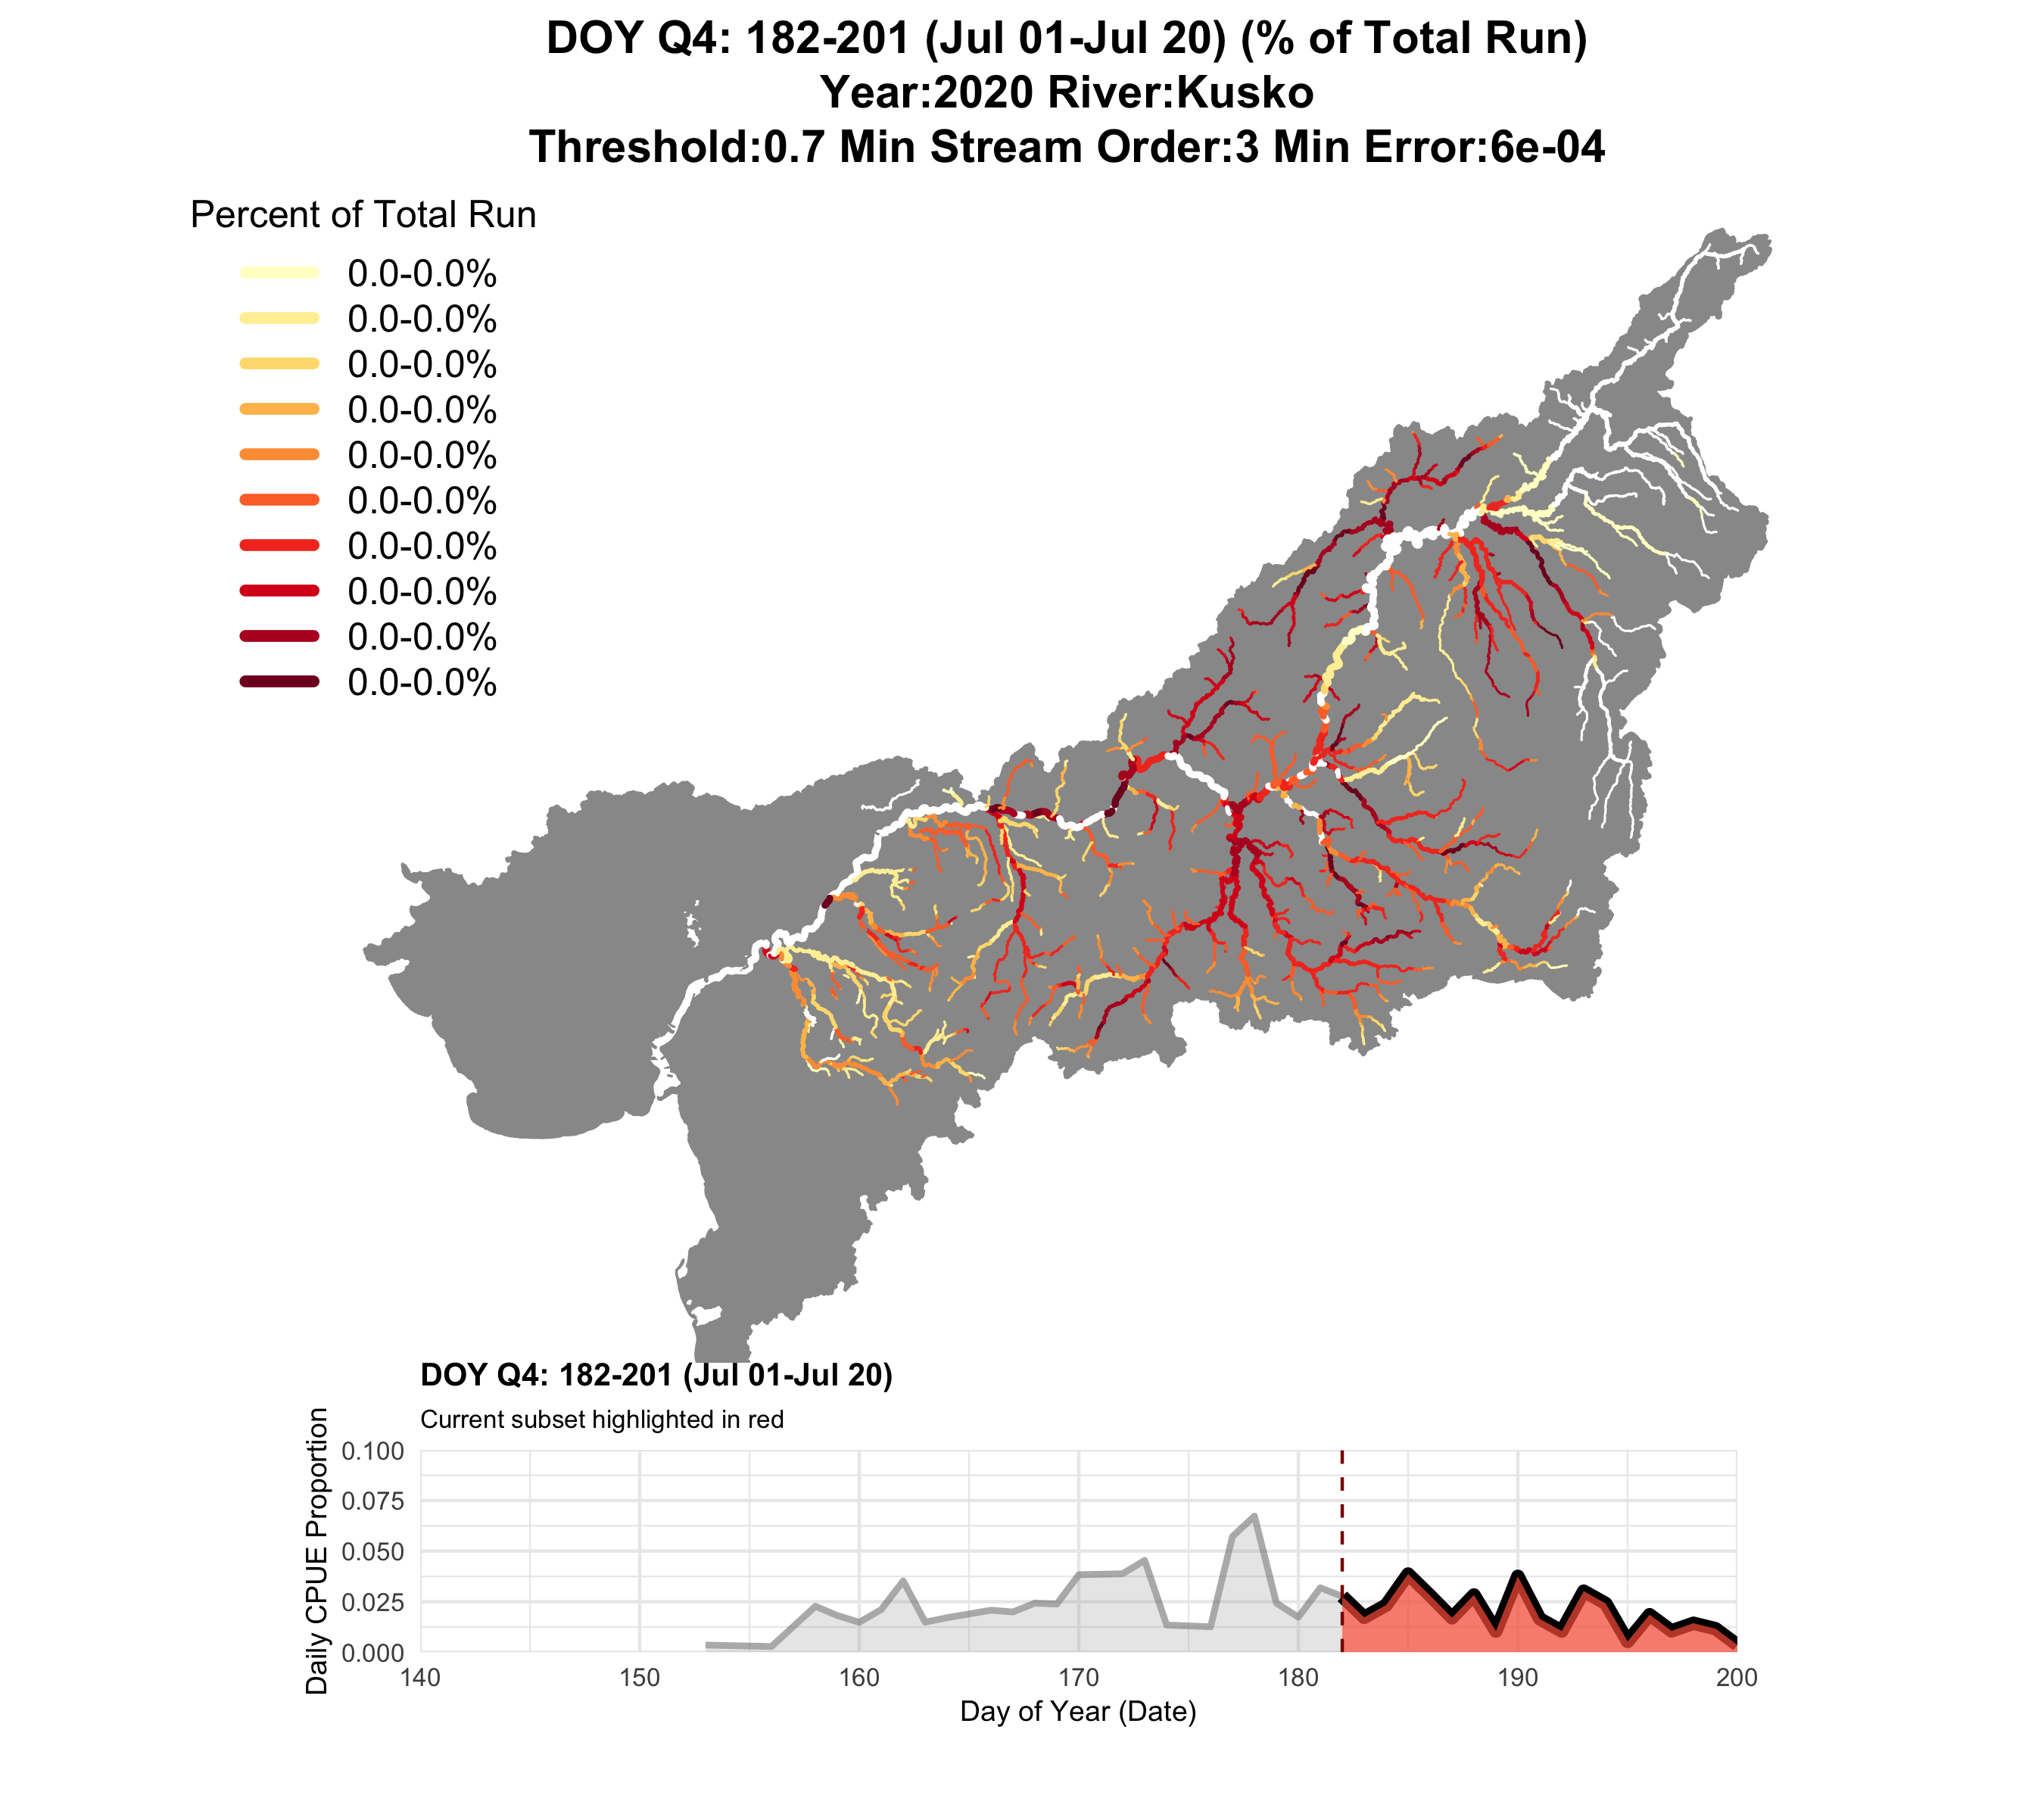 DOY Q4: 182-201 (Jul 01-Jul 20) (% of Total Run)
Year:2020 River:Kusko
Threshold:0.7 Min Stream Order:3 Min Error:6e-04
Percent of Total Run
0.0-0.0%
0.0-0.0%
0.0-0.0%
0.0-0.0%
0.0-0.0%
0.0-0.0%
0.0-0.0%
0.0-0.0%
0.0-0.0%
0.0-0.0%
DOY Q4: 182-201 (Jul 01-Jul 20)
Current subset highlighted in red
Daily CPUE Proportion
0.100
0.075
0.050
0.025
0.000
140 150 160 170 180 190 200
Day of Year (Date)